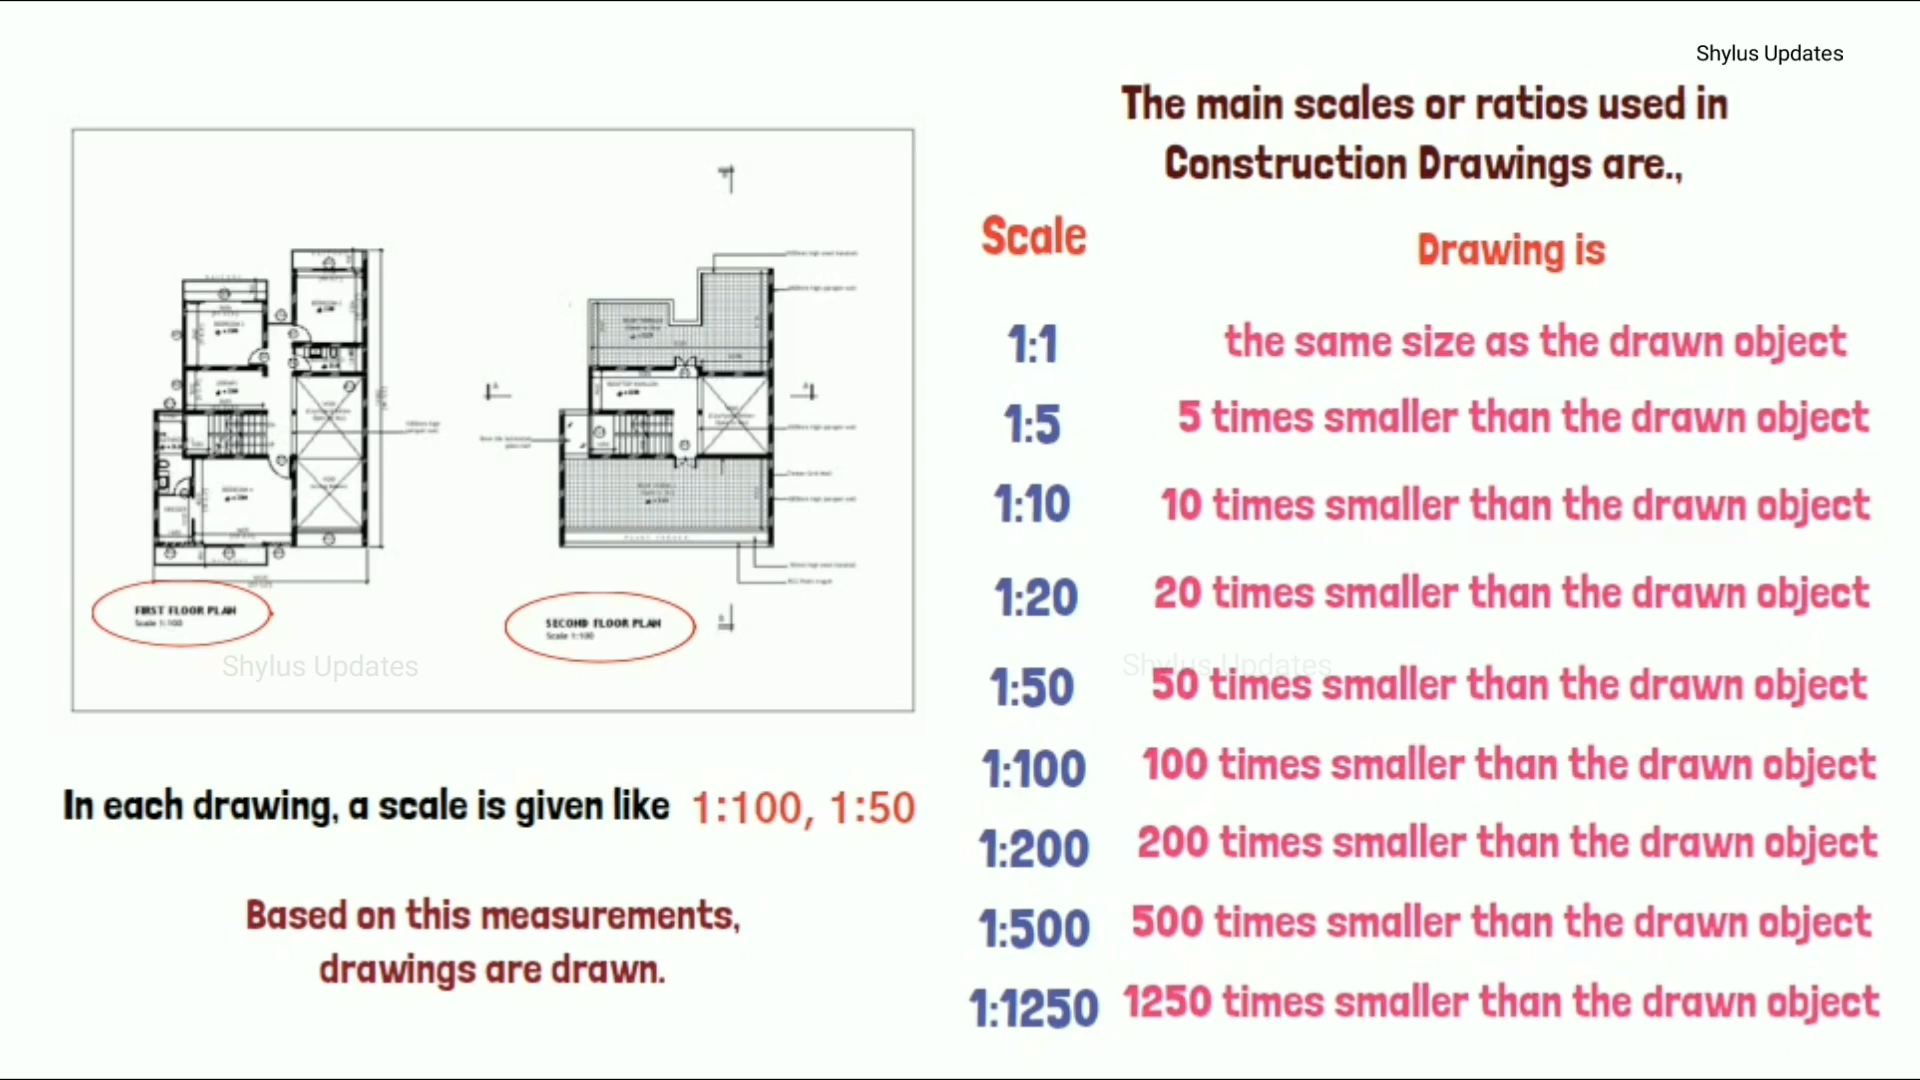 Shylus Updates
The main scales or ratios used in
Construction Drawings are.,
Scale
Drawing is
1:1
the same size as the drawn object
1:5
5 times smaller than the drawn object
1:10
10 times smaller than the drawn object
1:20
20 times smaller than the drawn object
1:50
50 times smaller than the drawn object
1:100
100 times smaller than the drawn object
1:200
200 times smaller than the drawn object
1:500
500 times smaller than the drawn object
1:1250
1250 times smaller than the drawn object
FIRST FLOOR PLAN
Scale 1:100
SECOND FLOOR PLAN
Scale 1:100
Shylus Updates
Shylus Updates
In each drawing, a scale is given like 1:100, 1:50
Based on this measurements,
drawings are drawn.